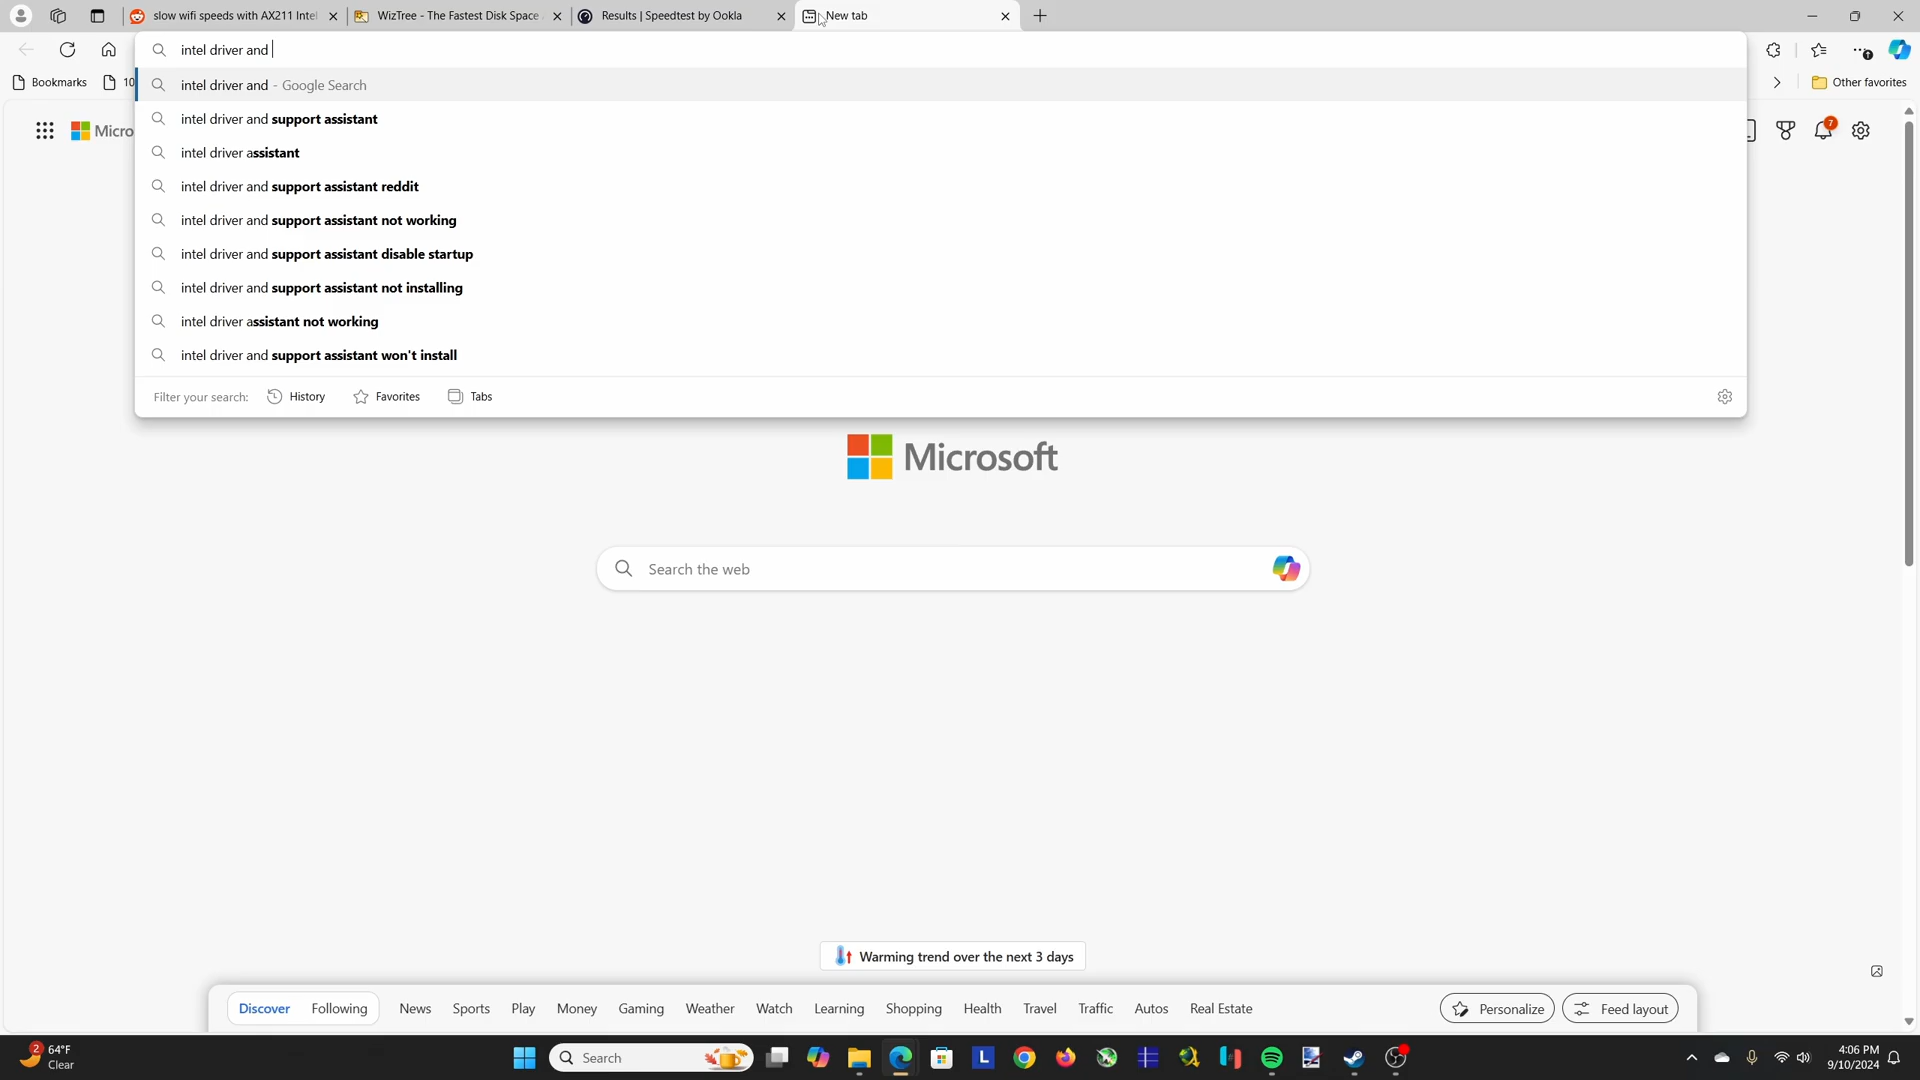 slow wifi speeds with AX211 Intel
WizTree - The Fastest Disk Space
Results | Speedtest by Ookla
New tab
intel driver and
Bookmarks
10
Other favorites
intel driver and - Google Search
intel driver and support assistant
intel driver assistant
intel driver and support assistant reddit
intel driver and support assistant not working
intel driver and support assistant disable startup
intel driver and support assistant not installing
intel driver assistant not working
intel driver and support assistant won't install
Filter your search: History Favorites Tabs
Micro
7
Microsoft
Search the web
Warming trend over the next 3 days
Discover Following News Sports Play Money Gaming Weather Watch Learning Shopping Health Travel Traffic Autos Real Estate Personalize Feed layout
2
64°F
Clear
Search
L
4:06 PM
9/10/2024